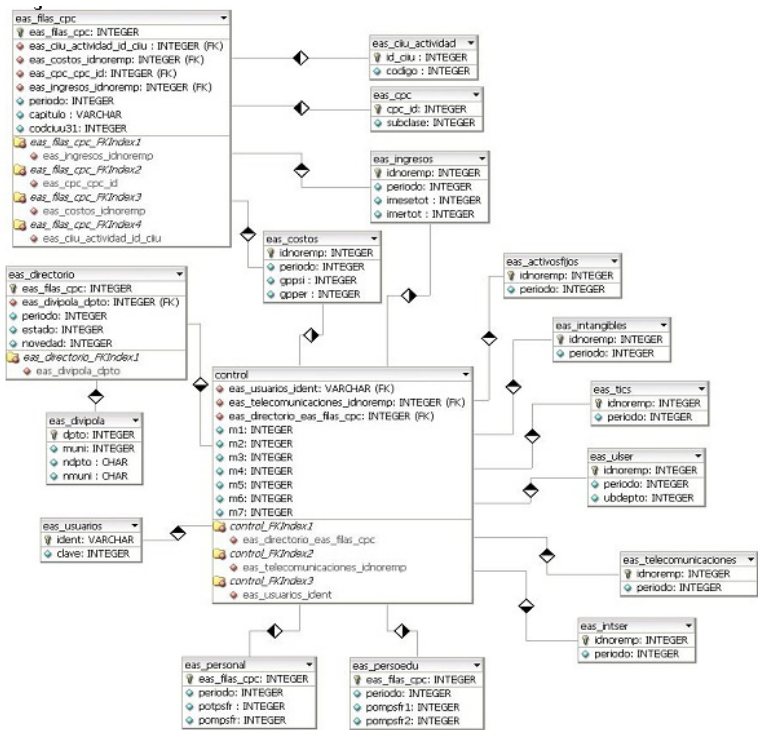 eas_filas_cpc
eas_filas_cpc: INTEGER
eas_ciiu_actividad_id_ciiu : INTEGER (FK)
eas_costos_idnoremp: INTEGER (FK)
eas_cpc_cpc_id: INTEGER (FK)
eas_ingresos_idnoremp: INTEGER (FK)
periodo: INTEGER
capitulo : VARCHAR
codciuu31: INTEGER
eas_filas_cpc_FKIndex1
eas_ingresos_idnoremp
eas_filas_cpc_FKIndex2
eas_cpc_cpc_id
eas_filas_cpc_FKIndex3
eas_costos_idnoremp
eas_filas_cpc_FKIndex4
eas_ciiu_actividad_id_ciiu
eas_ciiu_actividad
id_ciiu : INTEGER
codigo : INTEGER
eas_cpc
cpc_id: INTEGER
subclase: INTEGER
eas_ingresos
idnoremp: INTEGER
periodo: INTEGER
imesetot : INTEGER
imertot: INTEGER
eas_costos
idnoremp: INTEGER
periodo: INTEGER
gppsi : INTEGER
gpper : INTEGER
eas_directorio
eas_filas_cpc: INTEGER
eas_divipola_dpto: INTEGER (FK)
periodo: INTEGER
estado: INTEGER
novedad: INTEGER
eas_directorio_FKIndex1
eas_divipola_dpto
eas_activosfijos
idnoremp: INTEGER
periodo: INTEGER
eas_intangibles
idnoremp: INTEGER
periodo: INTEGER
control
eas_usuarios_ident: VARCHAR (FK)
eas_telecomunicaciones_idnoremp: INTEGER (FK)
eas_directorio_eas_filas_cpc: INTEGER (FK)
m1: INTEGER
m2: INTEGER
m3: INTEGER
m4: INTEGER
m5: INTEGER
m6: INTEGER
m7: INTEGER
control_FKIndex1
eas_directorio_eas_filas_cpc
control_FKIndex2
eas_telecomunicaciones_idnoremp
control_FKIndex3
eas_usuarios_ident
eas_tics
idnoremp: INTEGER
periodo: INTEGER
eas_divipola
dpto: INTEGER
muni: INTEGER
ndpto : CHAR
nmuni : CHAR
eas_ulser
idnoremp: INTEGER
periodo: INTEGER
ubdepto: INTEGER
eas_usuarios
ident: VARCHAR
clave: INTEGER
eas_telecomunicaciones
idnoremp: INTEGER
periodo: INTEGER
eas_intser
idnoremp: INTEGER
periodo: INTEGER
eas_personal
eas_filas_cpc: INTEGER
periodo: INTEGER
potpsfr : INTEGER
pompsfr: INTEGER
eas_persoedu
eas_filas_cpc: INTEGER
periodo: INTEGER
pompsfr1: INTEGER
pompsfr2: INTEGER